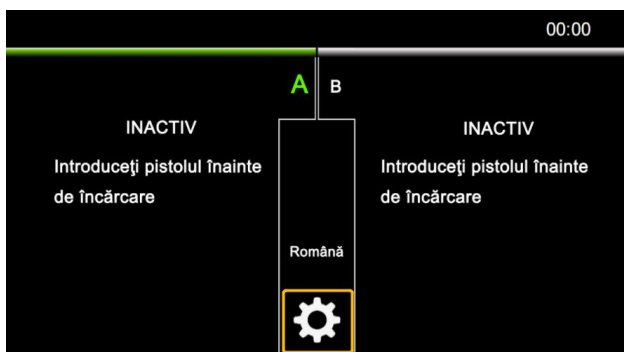 00:00
A B
INACTIV
Introduceţi pistolul înainte
de încărcare
INACTIV
Introduceţi pistolul înainte
de încărcare
Română